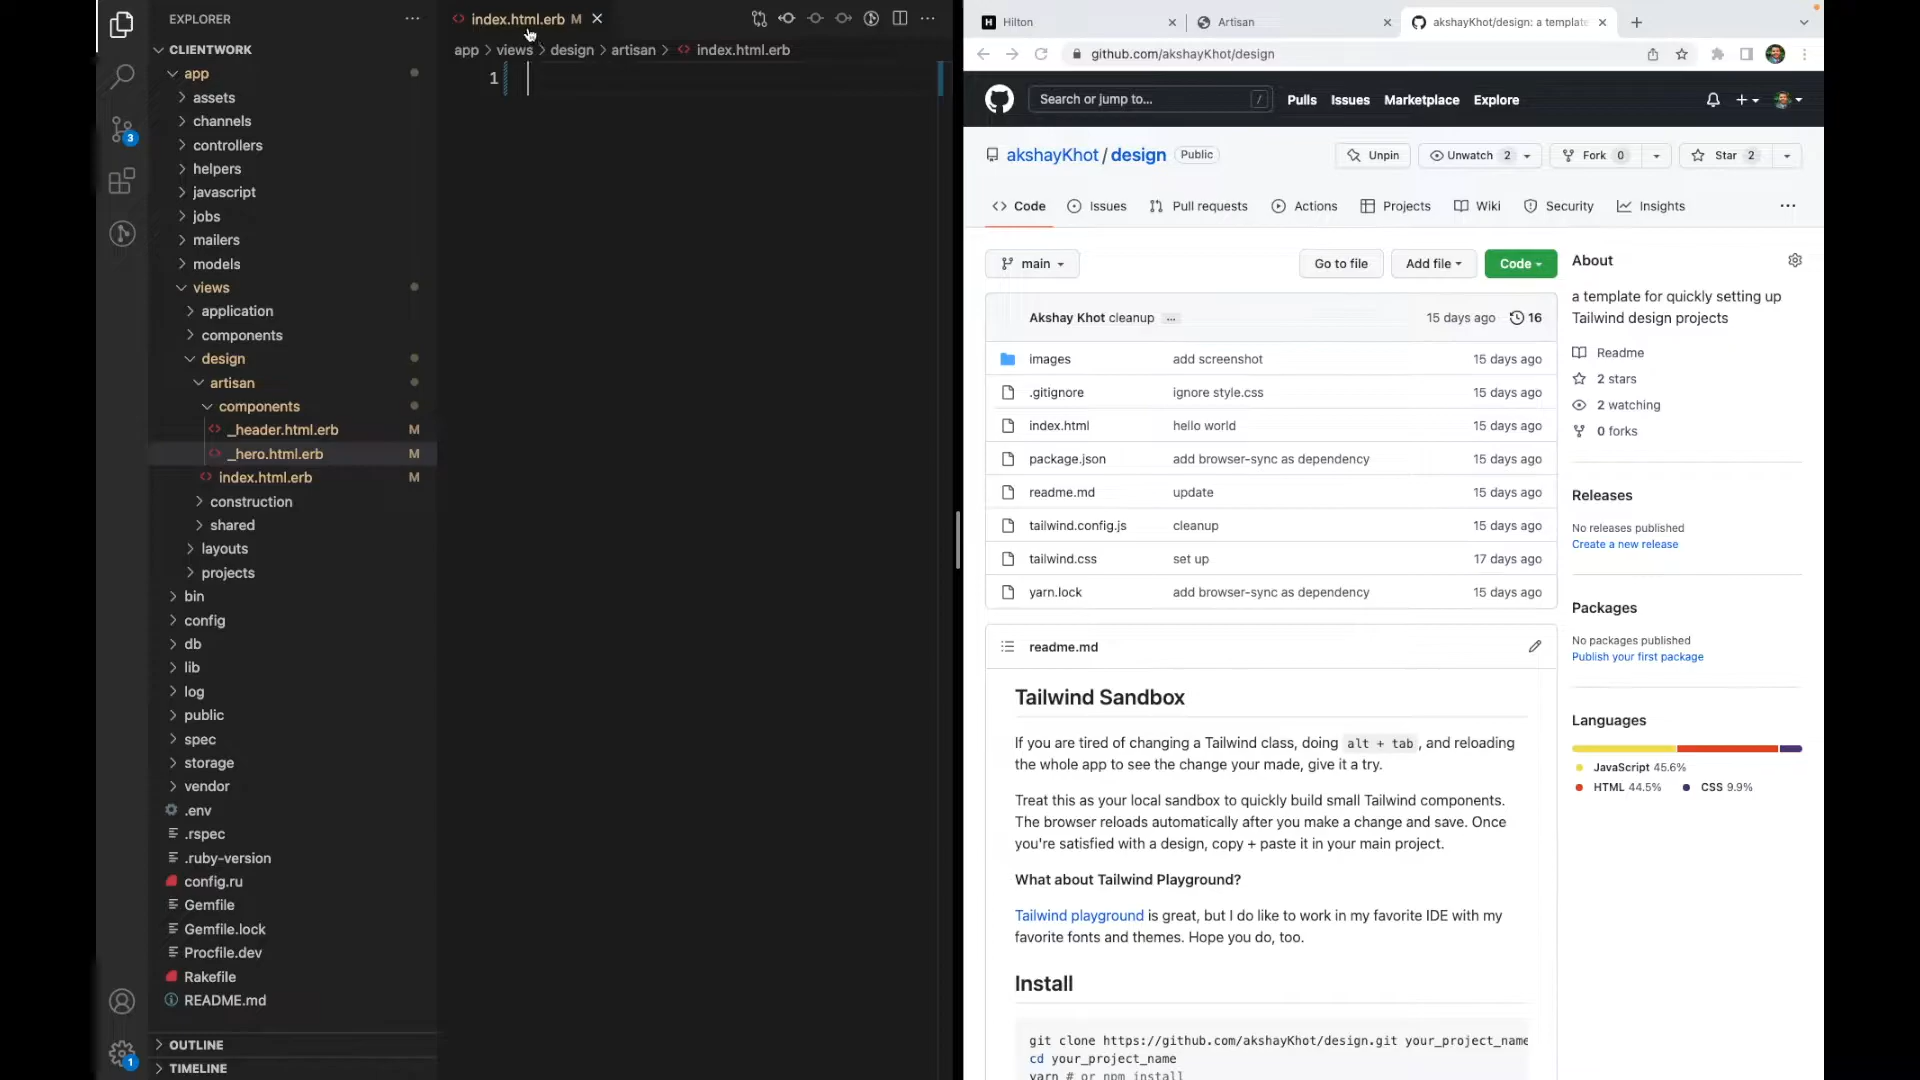 EXPLORER
CLIENTWORK
app
assets
channels
controllers
helpers
javascript
jobs
mailers
models
views
application
components
design
artisan
components
_header.html.erb M
_hero.html.erb M
index.html.erb M
construction
shared
layouts
projects
bin
config
db
lib
log
public
spec
storage
vendor
.env
.rspec
.ruby-version
config.ru
Gemfile
Gemfile.lock
Procfile.dev
Rakefile
README.md
OUTLINE
TIMELINE
3
1
index.html.erb M
app > views > design > artisan > index.html.erb
1
H Hilton
Artisan
akshayKhot/design: a template
github.com/akshayKhot/design
Search or jump to... /
Pulls Issues Marketplace Explore
akshayKhot / design Public
Unpin Unwatch 2 Fork 0 Star 2
Code Issues Pull requests Actions Projects Wiki Security Insights
main Go to file Add file Code
Akshay Khot cleanup ... 15 days ago 16
images add screenshot 15 days ago
.gitignore ignore style.css 15 days ago
index.html hello world 15 days ago
package.json add browser-sync as dependency 15 days ago
readme.md update 15 days ago
tailwind.config.js cleanup 15 days ago
tailwind.css set up 17 days ago
yarn.lock add browser-sync as dependency 15 days ago
readme.md
Tailwind Sandbox
If you are tired of changing a Tailwind class, doing alt + tab , and reloading
the whole app to see the change your made, give it a try.
Treat this as your local sandbox to quickly build small Tailwind components.
The browser reloads automatically after you make a change and save. Once
you're satisfied with a design, copy + paste it in your main project.
What about Tailwind Playground?
Tailwind playground is great, but I do like to work in my favorite IDE with my
favorite fonts and themes. Hope you do, too.
Install
git clone https://github.com/akshayKhot/design.git your_project_name
cd your_project_name
yarn # or npm install
About
a template for quickly setting up
Tailwind design projects
Readme
2 stars
2 watching
0 forks
Releases
No releases published
Create a new release
Packages
No packages published
Publish your first package
Languages
JavaScript 45.6%
HTML 44.5% CSS 9.9%